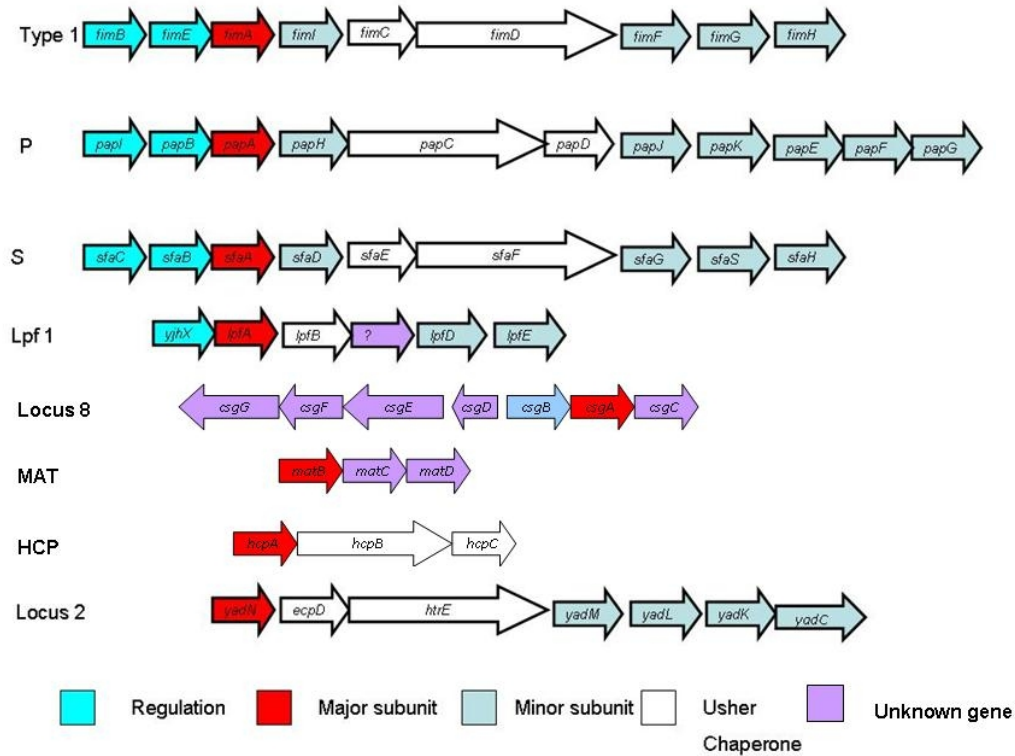 Type 1 fimB fimE fimA fimI fimC fimD fimF fimG fimH
P papI papB papA papH papC papD papJ papK papE papF papG
S sfaC sfaB sfaA sfaD sfaE sfaF sfaG sfaS sfaH
Lpf 1 yjhX lpfA lpfB ? lpfD lpfE
Locus 8 csgG csgF csgE csgD csgB csgA csgC
MAT matB matC matD
HCP hcpA hcpB hcpC
Locus 2 yadN ecpD htrE yadM yadL yadK yadC
Regulation Major subunit Minor subunit Usher Unknown gene
Chaperone